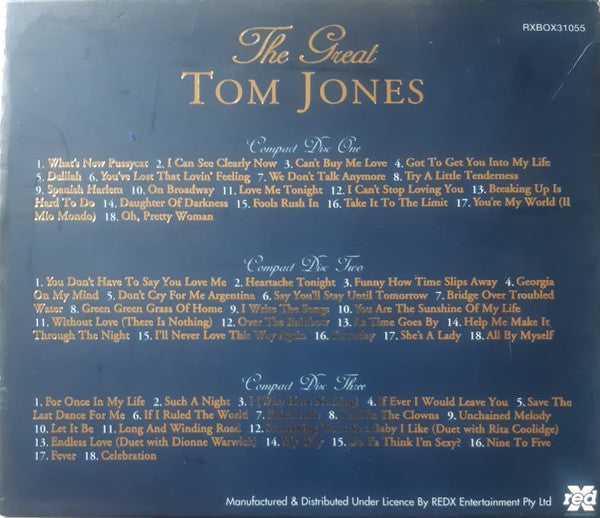 RXBOX31055
The Great
TOM JONES
Compact Disc One
1. What's New Pussycat 2. I Can See Clearly Now 3. Can't Buy Me Love 4. Got To Get You Into My Life
5. Delilah 6. You've Lost That Lovin' Feeling 7. We Don't Talk Anymore 8. Try A Little Tenderness
9. Spanish Harlem 10. On Broadway 11. Love Me Tonight 12. I Can't Stop Loving You 13. Breaking Up Is
Hard To Do 14. Daughter Of Darkness 15. Fools Rush In 16. Take It To The Limit 17. You're My World (Il
Mio Mondo) 18. Oh, Pretty Woman
Compact Disc Two
1. You Don't Have To Say You Love Me 2. Heartache Tonight 3. Funny How Time Slips Away 4. Georgia
On My Mind 5. Don't Cry For Me Argentina 6. Say You'll Stay Until Tomorrow 7. Bridge Over Troubled
Water 8. Green Green Grass Of Home 9. I Write The Songs 10. You Are The Sunshine Of My Life
11. Without Love (There Is Nothing) 12. Over The Rainbow 13. As Time Goes By 14. Help Me Make It
Through The Night 15. I'll Never Love This Way Again 16. Yesterday 17. She's A Lady 18. All By Myself
Compact Disc Three
1. For Once In My Life 2. Such A Night 3. I (Who Have Nothing) 4. If Ever I Would Leave You 5. Save The
Last Dance For Me 6. If I Ruled The World 7. 8. In The Clowns 9. Unchained Melody
10. Let It Be 11. Long And Winding Road 12. Something 'Bout You Baby I Like (Duet with Rita Coolidge)
13. Endless Love (Duet with Dionne Warwick) 14. My Way 15. Do Ya Think I'm Sexy? 16. Nine To Five
17. Fever 18. Celebration
Manufactured & Distributed Under Licence By REDX Entertainment Pty Ltd
red